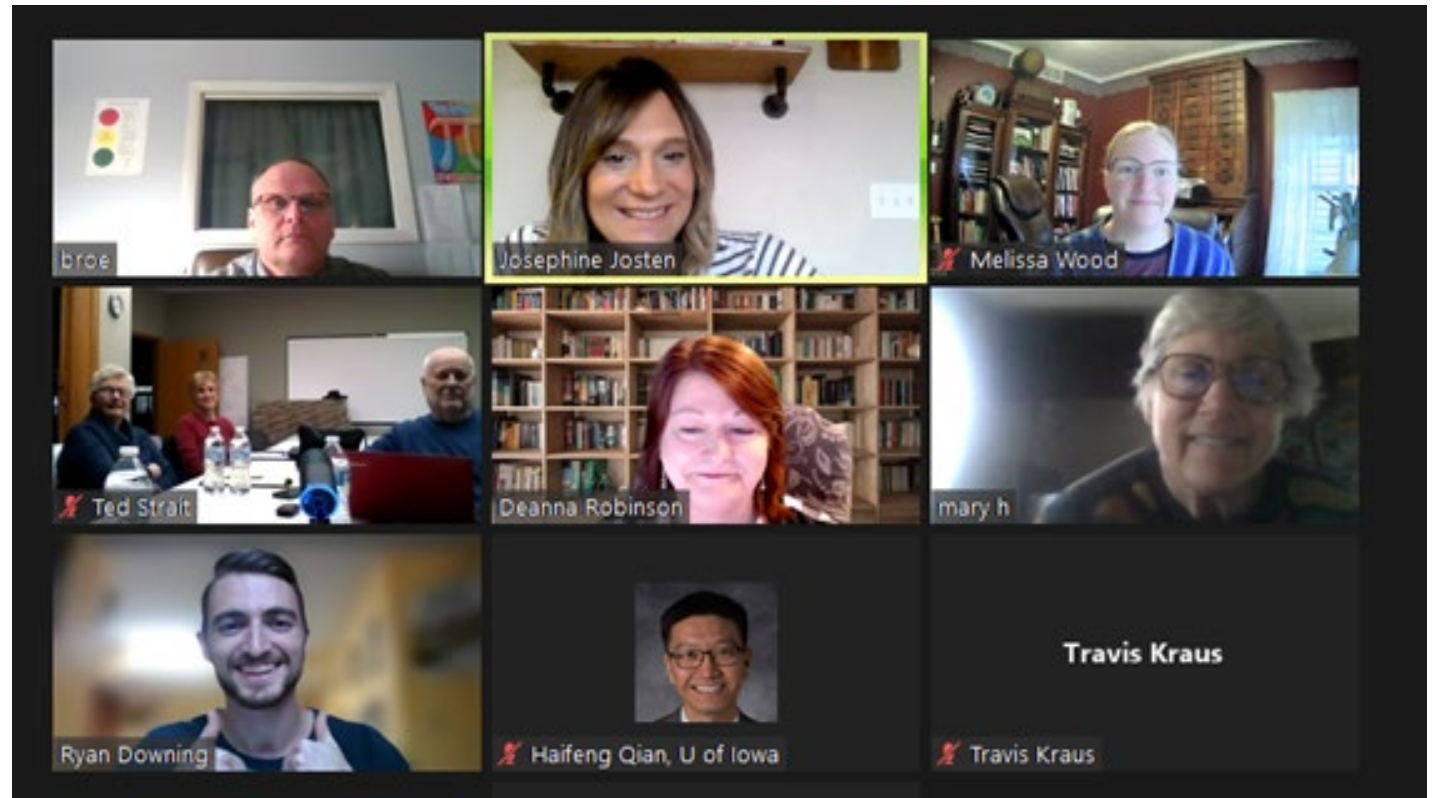 broe
Josephine Josten
Melissa Wood
Ted Strait
Deanna Robinson
mary h
Ryan Downing
Haifeng Qian, U of Iowa
Travis Kraus
Travis Kraus